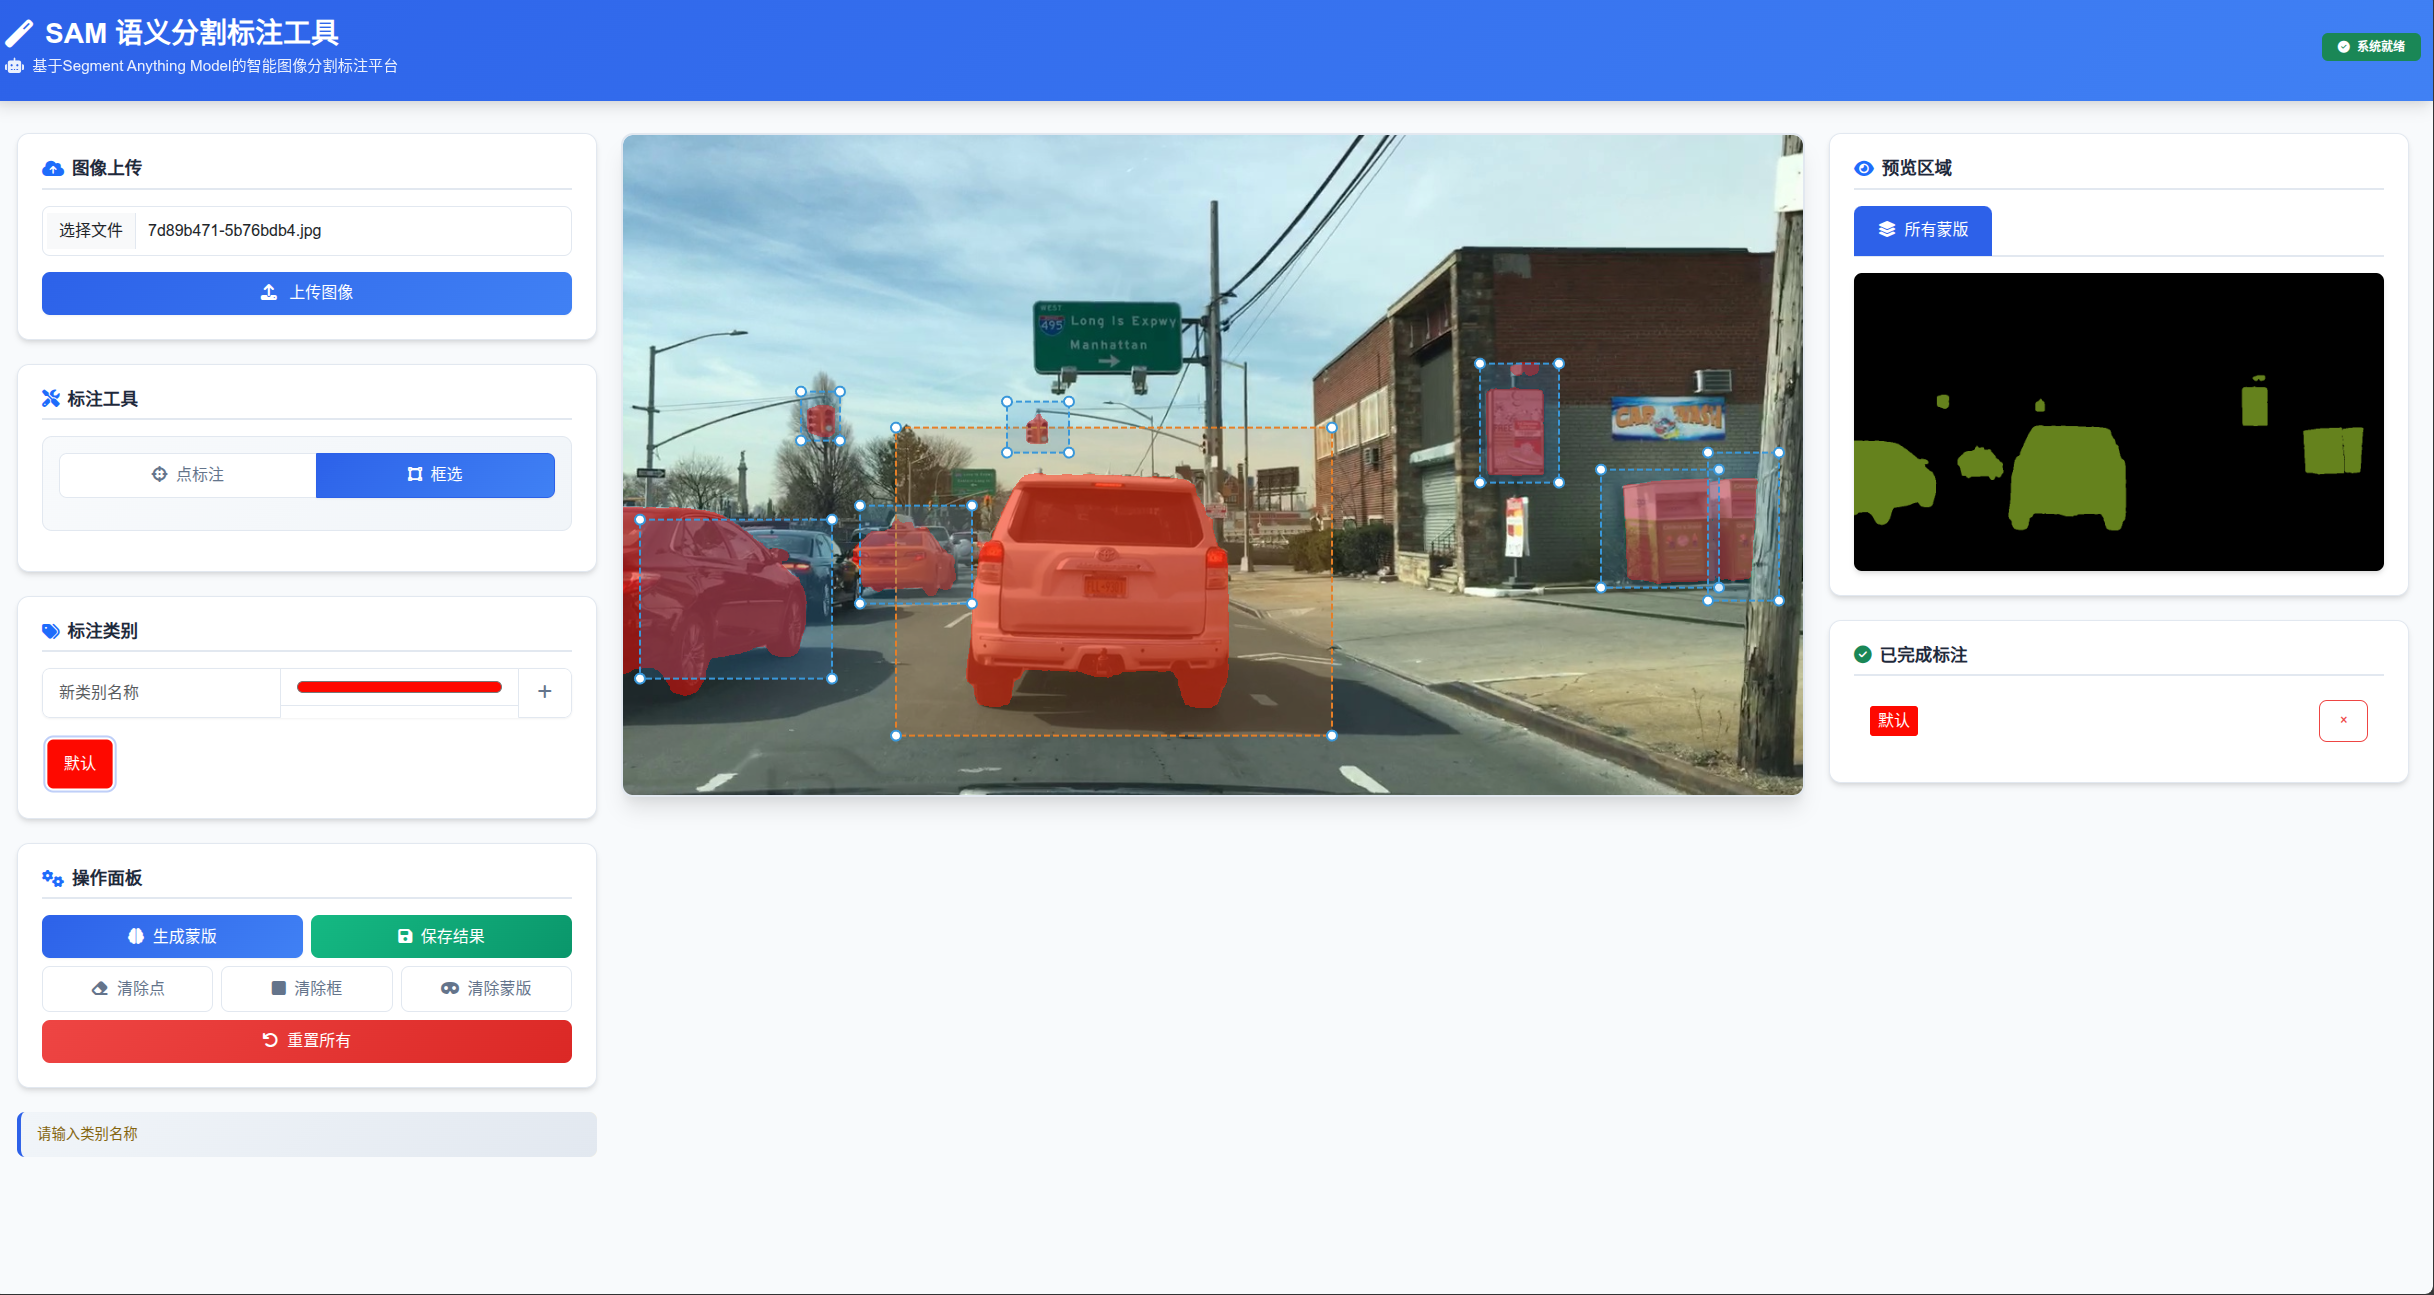 SAM 语义分割标注工具
基于Segment Anything Model的智能图像分割标注平台
系统就绪
图像上传
选择文件
7d89b471-5b76bdb4.jpg
上传图像
标注工具
点标注
框选
标注类别
新类别名称
+
默认
操作面板
生成蒙版
保存结果
清除点
清除框
清除蒙版
重置所有
请输入类别名称
WEST
495
Long Is Expwy
Manhattan
CAR WASH
预览区域
所有蒙版
已完成标注
默认
×